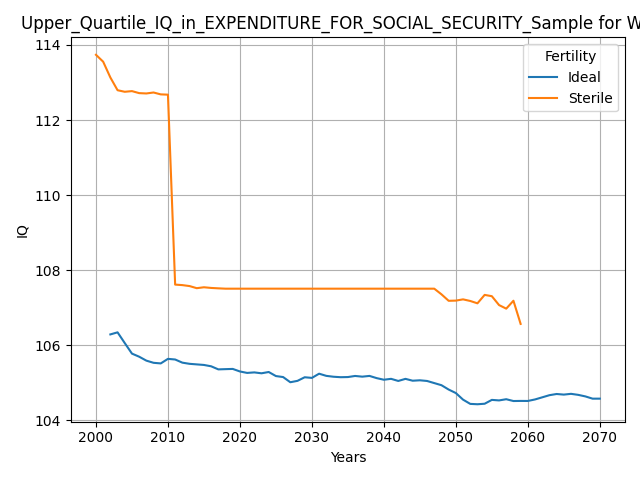 Upper_Quartile_IQ_in_EXPENDITURE_FOR_SOCIAL_SECURITY_Sample for W
114
112
110
108
106
104
IQ
Fertility
Ideal
Sterile
2000 2010 2020 2030 2040 2050 2060 2070
Years